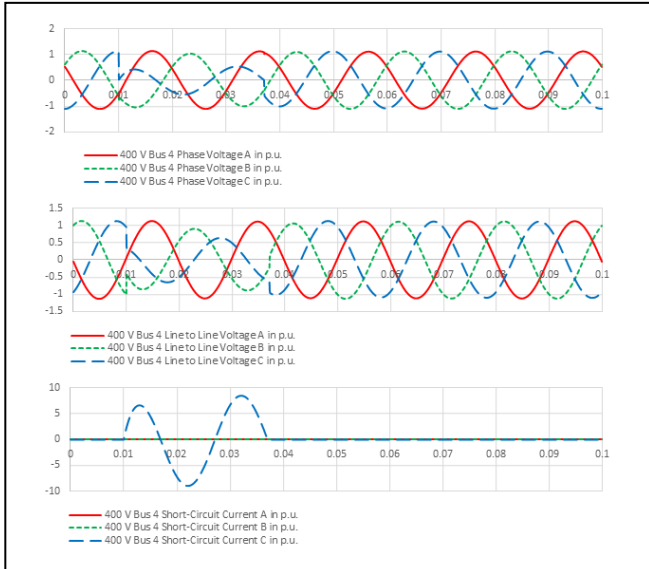 2
1
0
0 0.01 0.02 0.03 0.04 0.05 0.06 0.07 0.08 0.09 0.1
-1
-2
400 V Bus 4 Phase Voltage A in p.u.
400 V Bus 4 Phase Voltage B in p.u.
400 V Bus 4 Phase Voltage C in p.u.
1.5
1
0.5
0
0 0.01 0.02 0.03 0.04 0.05 0.06 0.07 0.08 0.09 0.1
-0.5
-1
-1.5
400 V Bus 4 Line to Line Voltage A in p.u.
400 V Bus 4 Line to Line Voltage B in p.u.
400 V Bus 4 Line to Line Voltage C in p.u.
10
5
0
0 0.01 0.02 0.03 0.04 0.05 0.06 0.07 0.08 0.09 0.1
-5
-10
400 V Bus 4 Short-Circuit Current A in p.u.
400 V Bus 4 Short-Circuit Current B in p.u.
400 V Bus 4 Short-Circuit Current C in p.u.